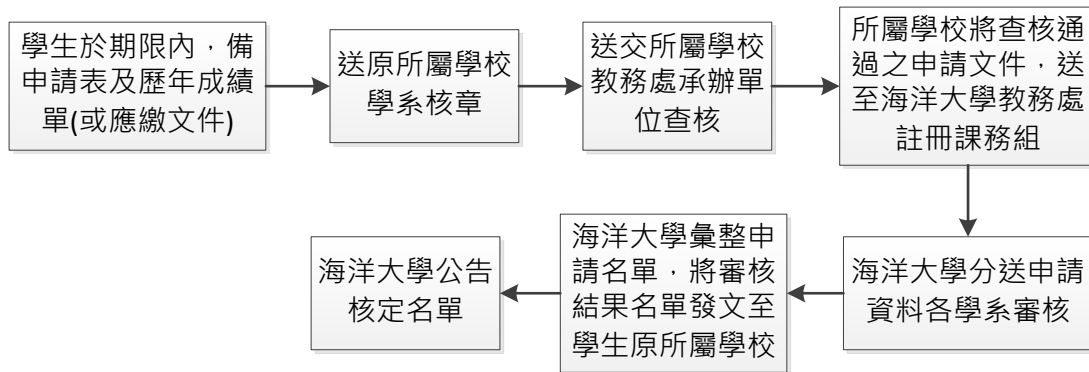 學生於期限內，備
申請表及歷年成績
單(或應繳文件)
送原所屬學校
學系核章
送交所屬學校
教務處承辦單
位查核
所屬學校將查核通
過之申請文件，送
至海洋大學教務處
註冊課務組
海洋大學分送申請
資料各學系審核
海洋大學彙整申
請名單，將審核
結果名單發文至
學生原所屬學校
海洋大學公告
核定名單